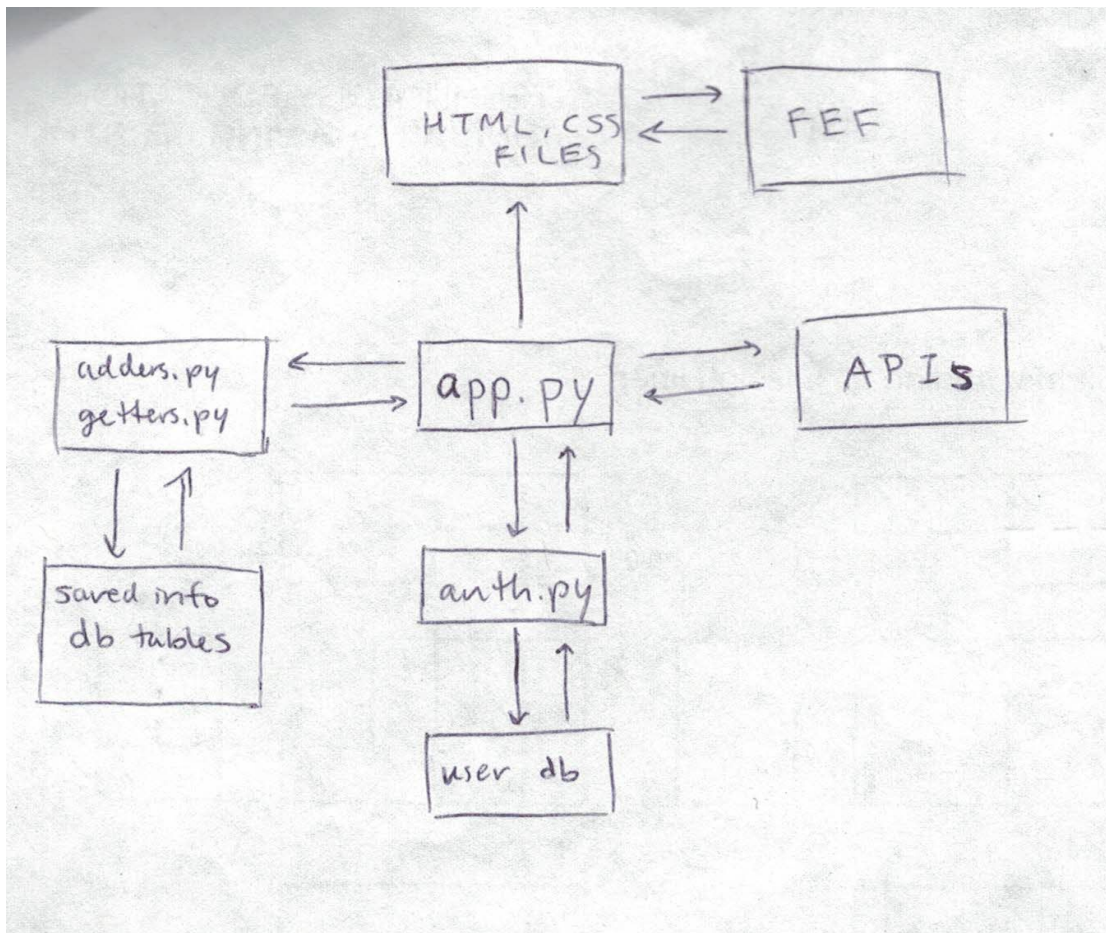 HTML, CSS
FILES
FEF
adders.py
getters.py
app.py
APIs
auth.py
saved info
db tables
user db